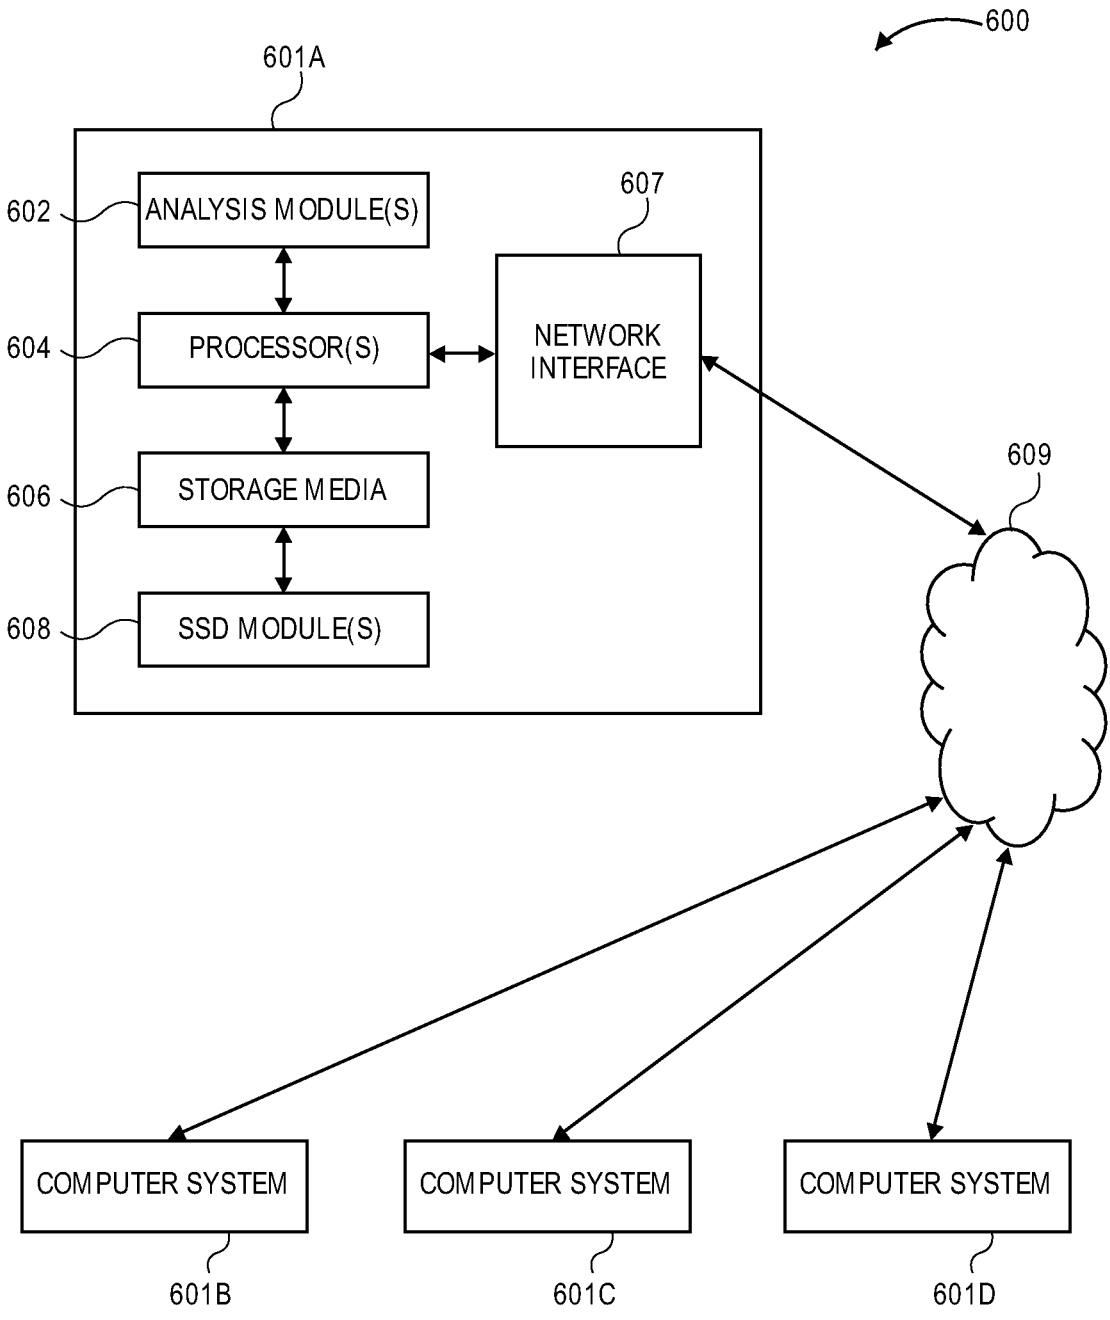 600
601A
602
ANALYSIS MODULE(S)
607
604
PROCESSOR(S)
NETWORK
INTERFACE
609
606
STORAGE MEDIA
608
SSD MODULE(S)
COMPUTER SYSTEM
COMPUTER SYSTEM
COMPUTER SYSTEM
601B
601C
601D